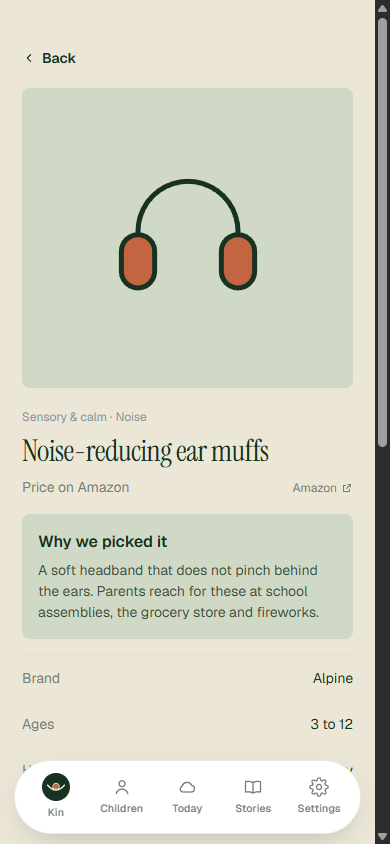 Back
Sensory & calm · Noise
Noise-reducing ear muffs
Price on Amazon
Amazon
Why we picked it
A soft headband that does not pinch behind
the ears. Parents reach for these at school
assemblies, the grocery store and fireworks.
Brand
Alpine
Ages
3 to 12
Kin
Children
Today
Stories
Settings